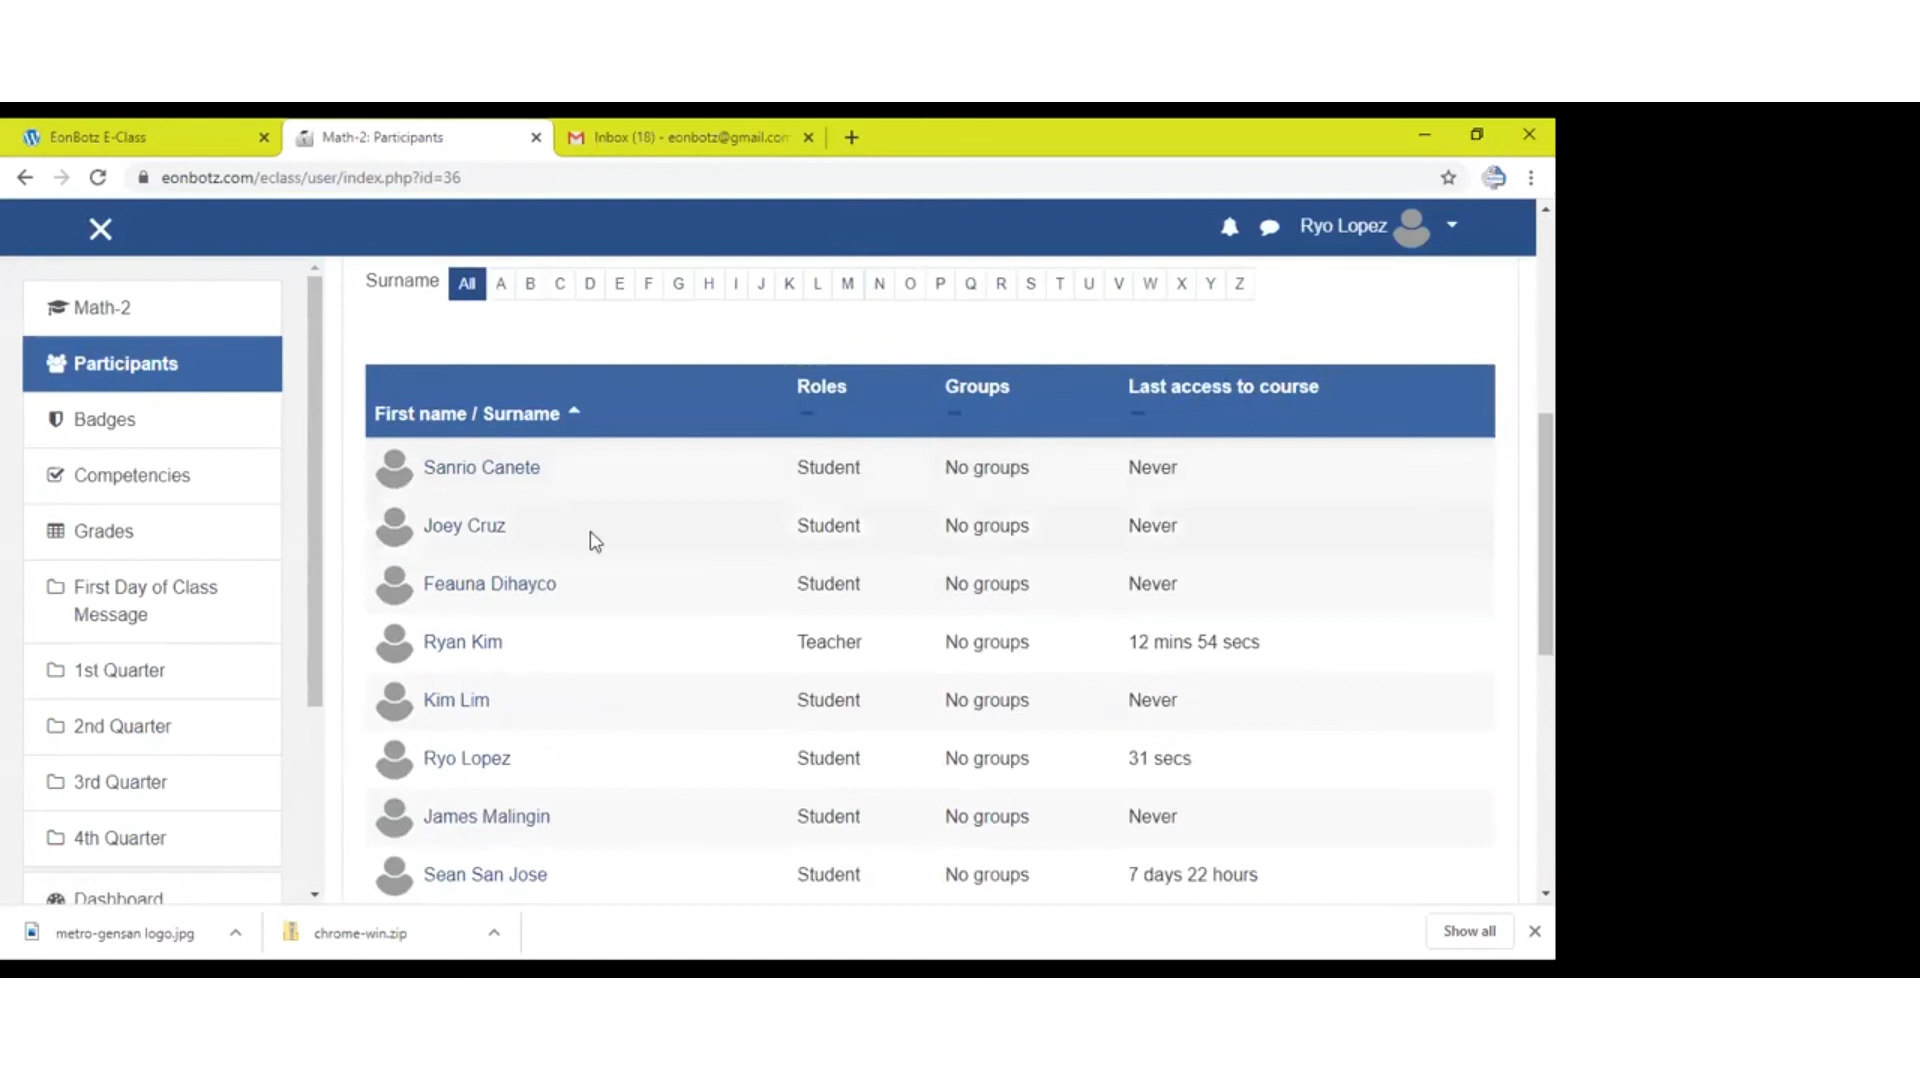 EonBotz E-Class
Math-2: Participants
Inbox (18) - eonbotz@gmail.com
eonbotz.com/eclass/user/index.php?id=36
Ryo Lopez
Surname All A B C D E F G H I J K L M N O P Q R S T U V W X Y Z
Math-2
Participants
Badges
Competencies
Grades
First Day of Class
Message
1st Quarter
2nd Quarter
3rd Quarter
4th Quarter
Dashboard
First name / Surname Roles Groups Last access to course
Sanrio Canete Student No groups Never
Joey Cruz Student No groups Never
Feauna Dihayco Student No groups Never
Ryan Kim Teacher No groups 12 mins 54 secs
Kim Lim Student No groups Never
Ryo Lopez Student No groups 31 secs
James Malingin Student No groups Never
Sean San Jose Student No groups 7 days 22 hours
metro-gensan logo.jpg
chrome-win.zip
Show all